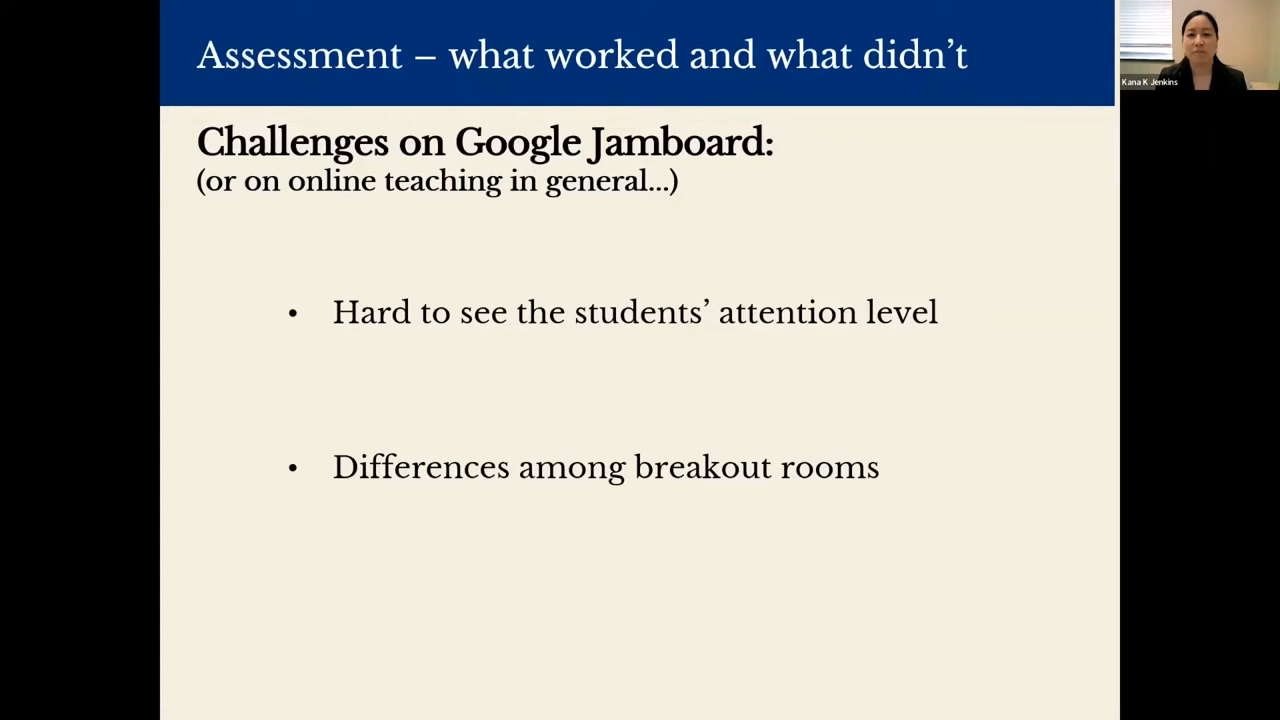 Assessment – what worked and what didn’t
Kana K Jenkins
Challenges on Google Jamboard:
(or on online teaching in general...)
• Hard to see the students’ attention level
• Differences among breakout rooms